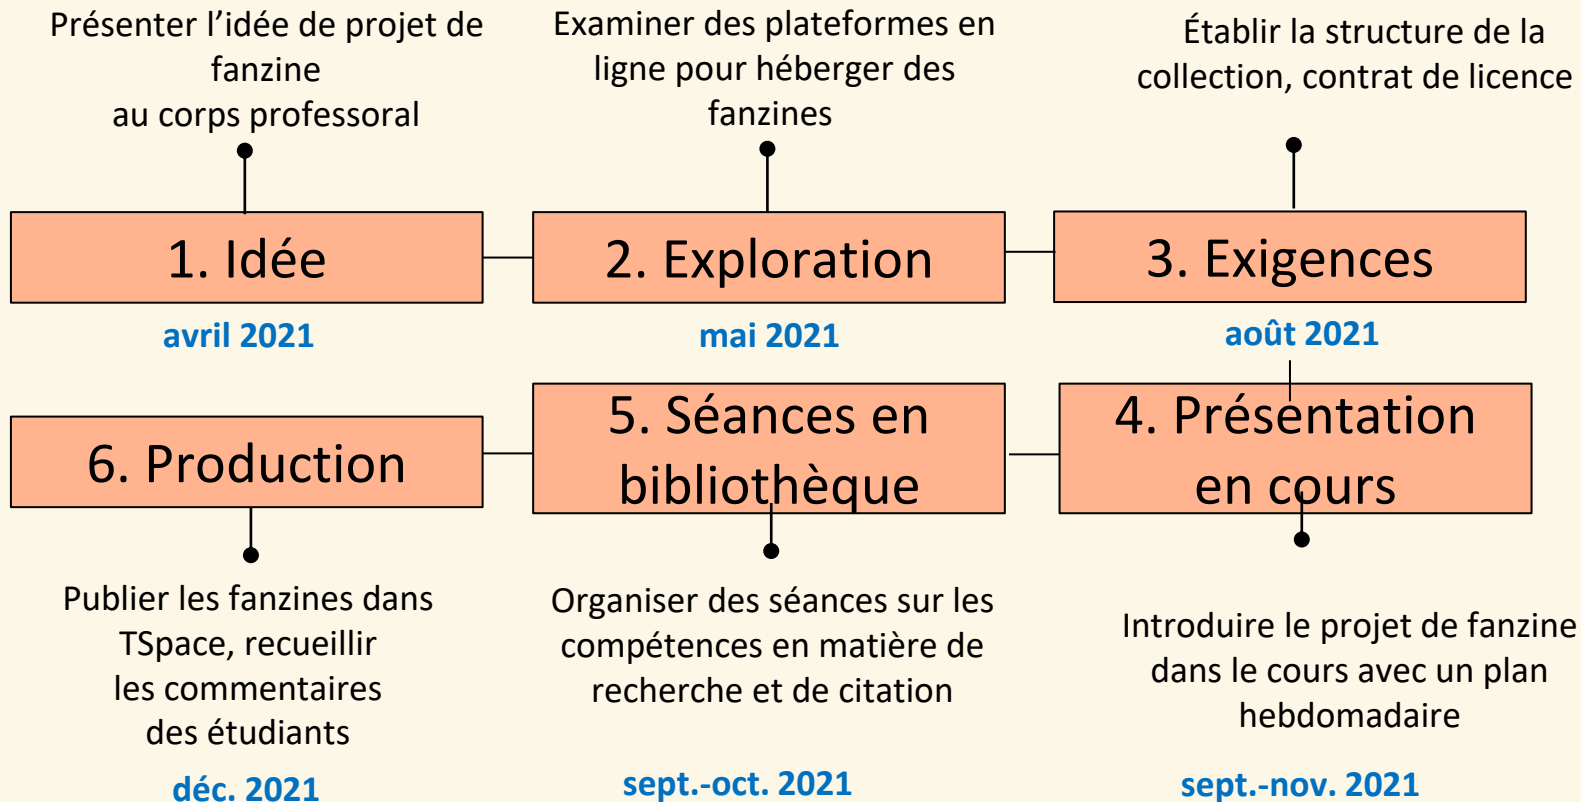 Présenter l’idée de projet de
fanzine
au corps professoral
1. Idée
avril 2021
Examiner des plateformes en
ligne pour héberger des
fanzines
2. Exploration
mai 2021
Établir la structure de la
collection, contrat de licence
3. Exigences
août 2021
4. Présentation
en cours
Introduire le projet de fanzine
dans le cours avec un plan
hebdomadaire
sept.-nov. 2021
5. Séances en
bibliothèque
Organiser des séances sur les
compétences en matière de
recherche et de citation
sept.-oct. 2021
6. Production
Publier les fanzines dans
TSpace, recueillir
les commentaires
des étudiants
déc. 2021